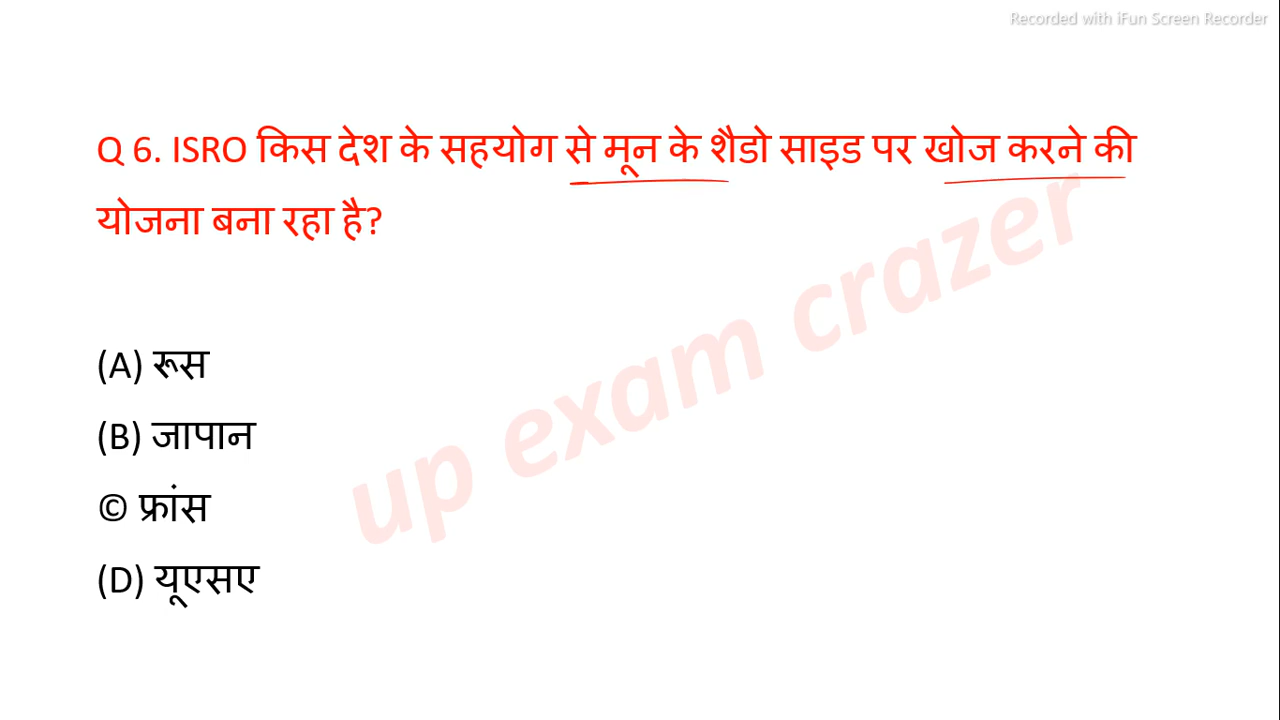 Recorded with iFun Screen Recorder
Q 6. ISRO किस देश के सहयोग से मून के शैडो साइड पर खोज करने की
योजना बना रहा है?
up exam crazer
(A) रूस
(B) जापान
© फ्रांस
(D) यूएसए